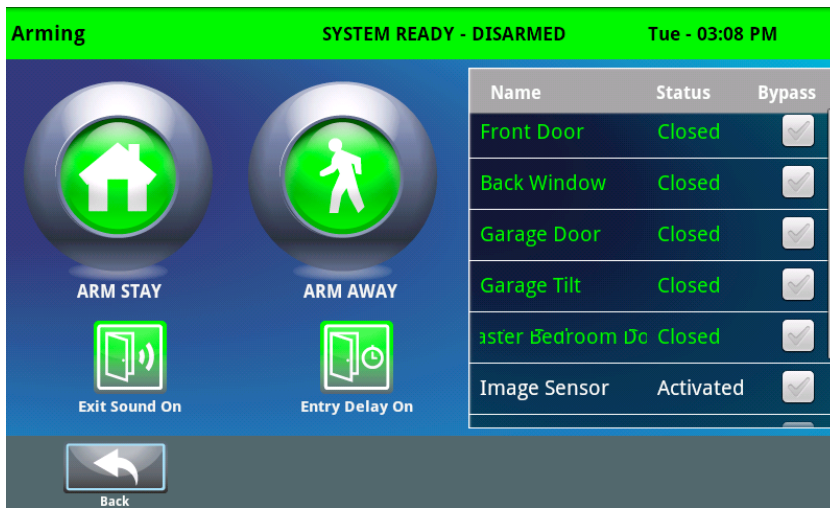 Arming SYSTEM READY - DISARMED Tue - 03:08 PM
Name Status Bypass
Front Door Closed
Back Window Closed
Garage Door Closed
Garage Tilt Closed
aster Bedroom Do Closed
Image Sensor Activated
ARM STAY ARM AWAY
Exit Sound On Entry Delay On
Back